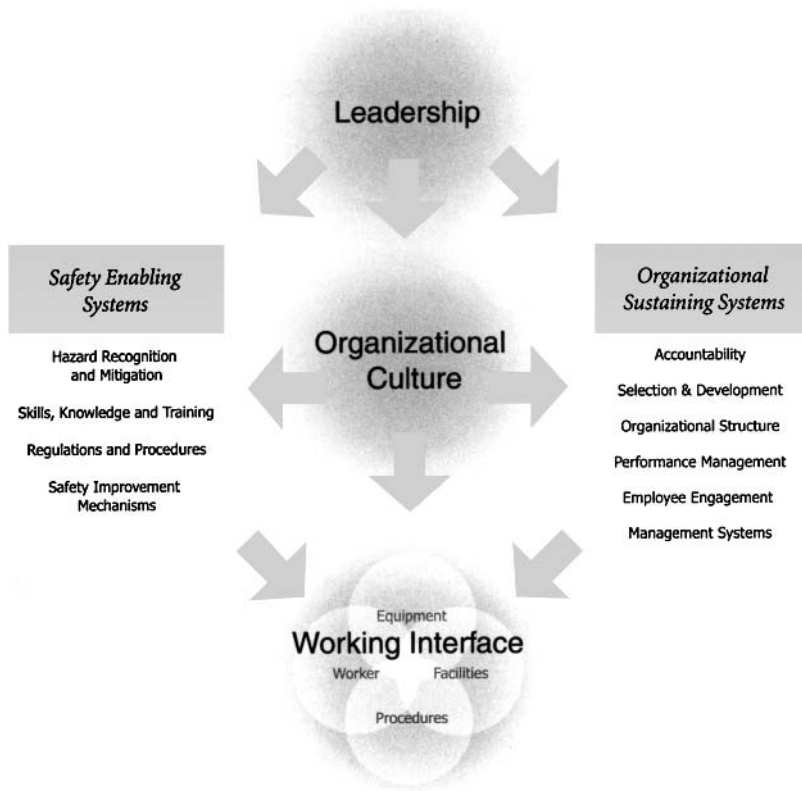 Leadership
Safety Enabling
Systems
Hazard Recognition
and Mitigation
Skills, Knowledge and Training
Regulations and Procedures
Safety Improvement
Mechanisms
Organizational
Culture
Organizational
Sustaining Systems
Accountability
Selection & Development
Organizational Structure
Performance Management
Employee Engagement
Management Systems
Equipment
Working Interface
Worker
Facilities
Procedures